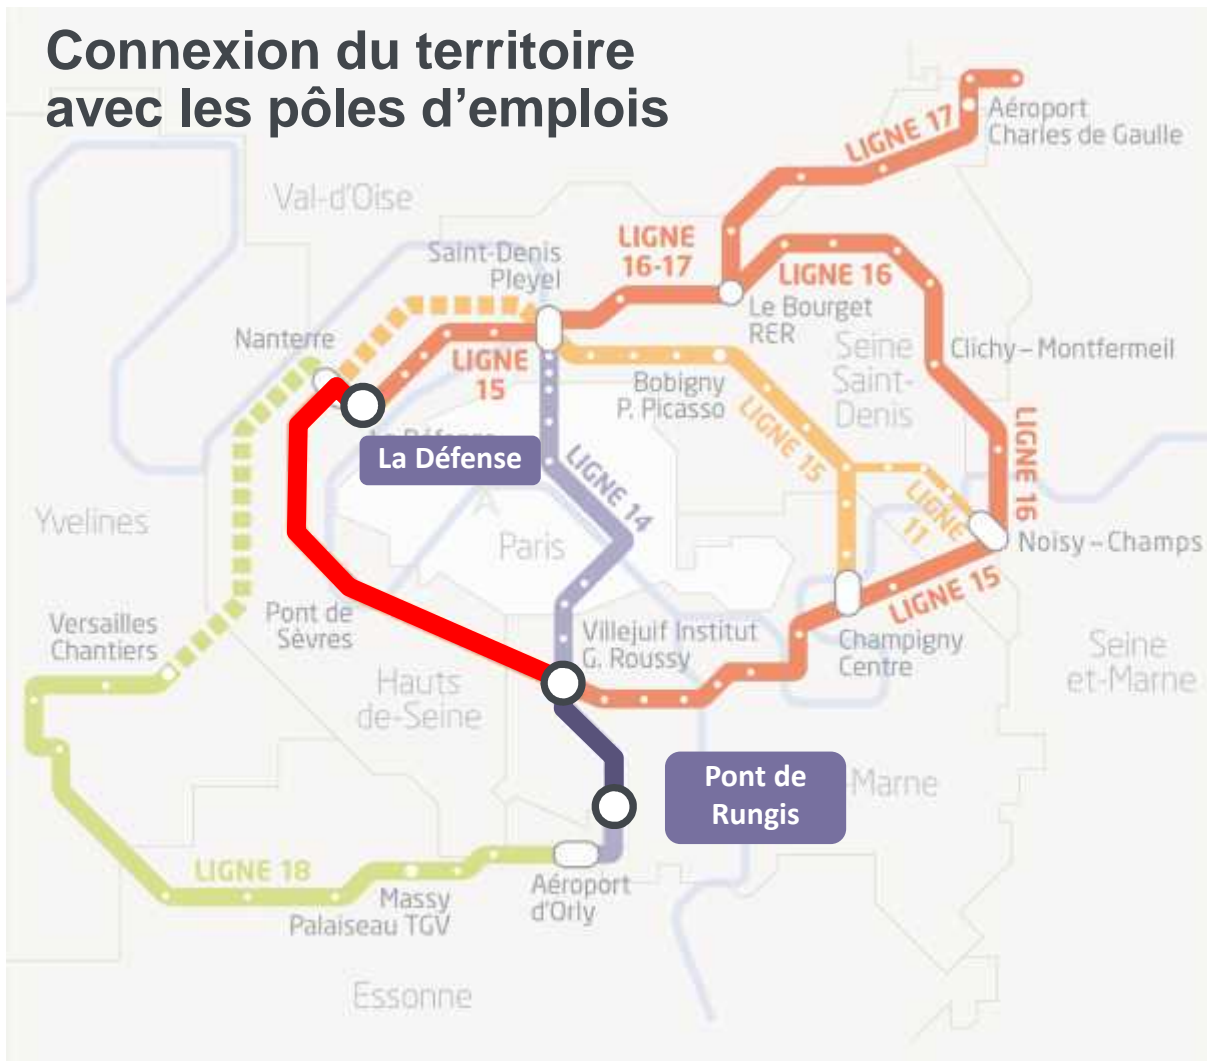 Connexion du territoire
avec les pôles d’emplois
Aéroport
Charles de Gaulle
LIGNE 17
Val-d'Oise
Saint-Denis
Pleyel
LIGNE
16-17
LIGNE 16
Le Bourget
RER
Nanterre
LIGNE
15
Seine
Saint-
Denis
Clichy – Montfermeil
Bobigny
P. Picasso
LIGNE 15
La Défense
LIGNE 14
LIGNE 16
LIGNE
11
Yvelines
Paris
Noisy – Champs
LIGNE 15
Pont de
Sèvres
Versailles
Chantiers
Villejuif Institut
G. Roussy
Champigny
Centre
Seine
et-Marne
Hauts
de-Seine
Pont de
Rungis
-Marne
LIGNE 18
Massy
Palaiseau TGV
Aéroport
d'Orly
Essonne